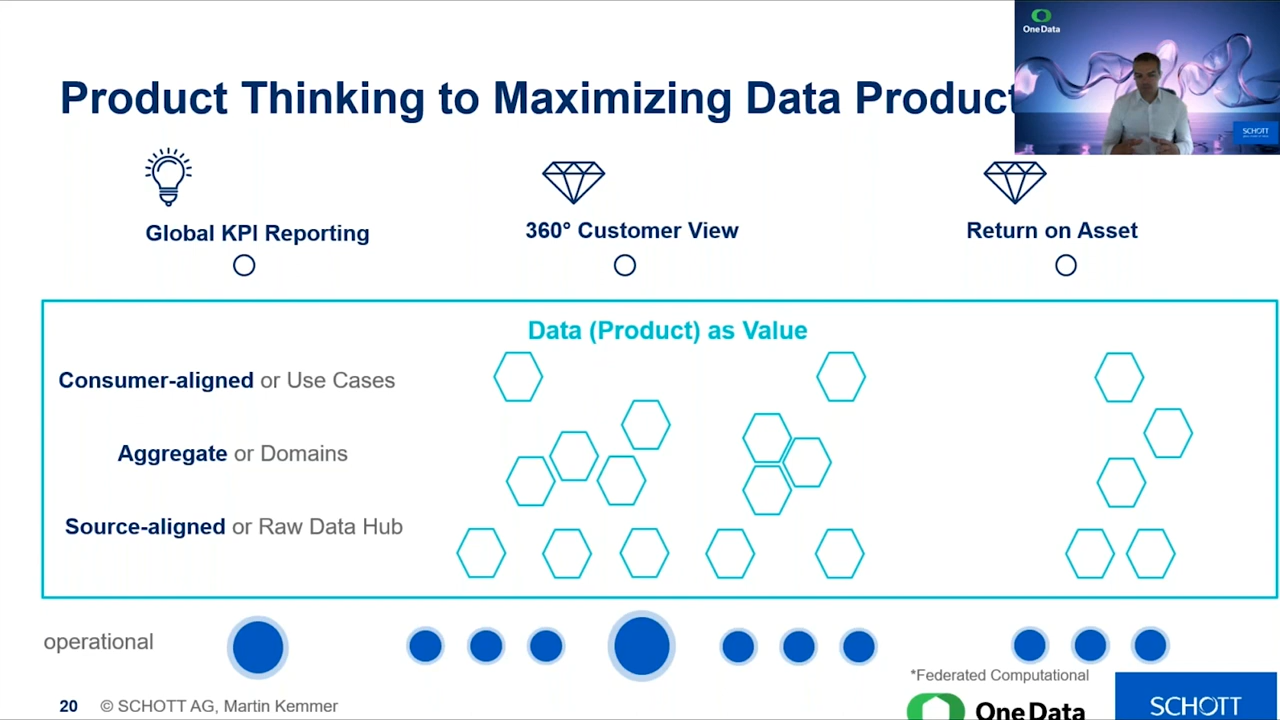 One Data
Product Thinking to Maximizing Data Product
SCHOTT
Global KPI Reporting
360° Customer View
Return on Asset
Data (Product) as Value
Consumer-aligned or Use Cases
Aggregate or Domains
Source-aligned or Raw Data Hub
operational
*Federated Computational
20 © SCHOTT AG, Martin Kemmer
One Data
SCHOTT